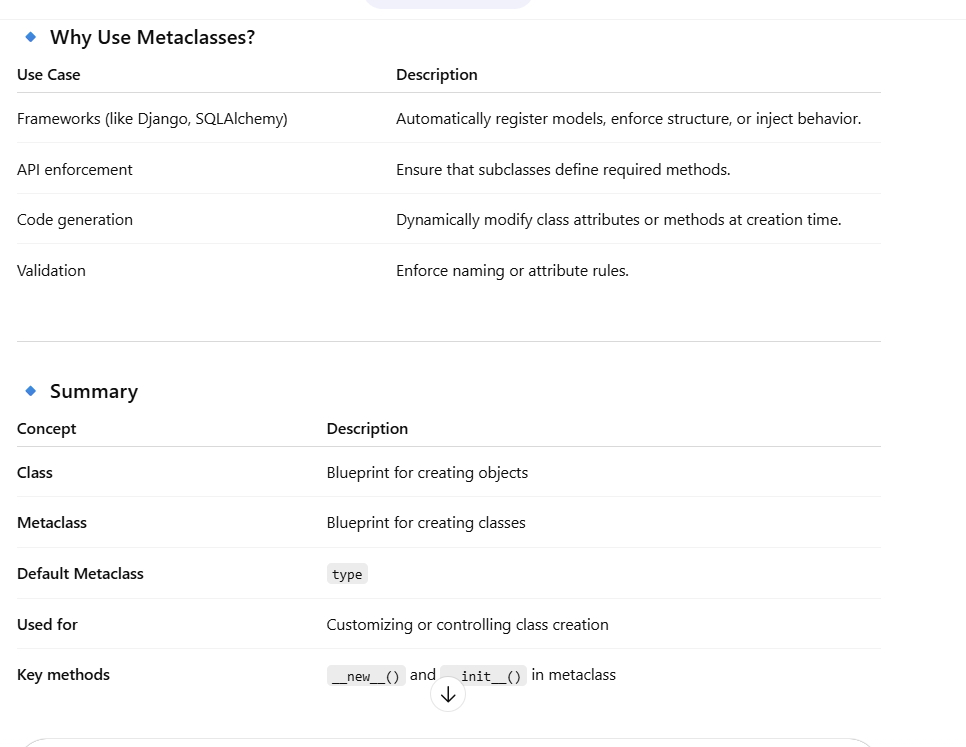 Why Use Metaclasses?
Use Case Description
Frameworks (like Django, SQLAlchemy) Automatically register models, enforce structure, or inject behavior.
API enforcement Ensure that subclasses define required methods.
Code generation Dynamically modify class attributes or methods at creation time.
Validation Enforce naming or attribute rules.
Summary
Concept Description
Class Blueprint for creating objects
Metaclass Blueprint for creating classes
Default Metaclass type
Used for Customizing or controlling class creation
Key methods __new__() and __init__() in metaclass